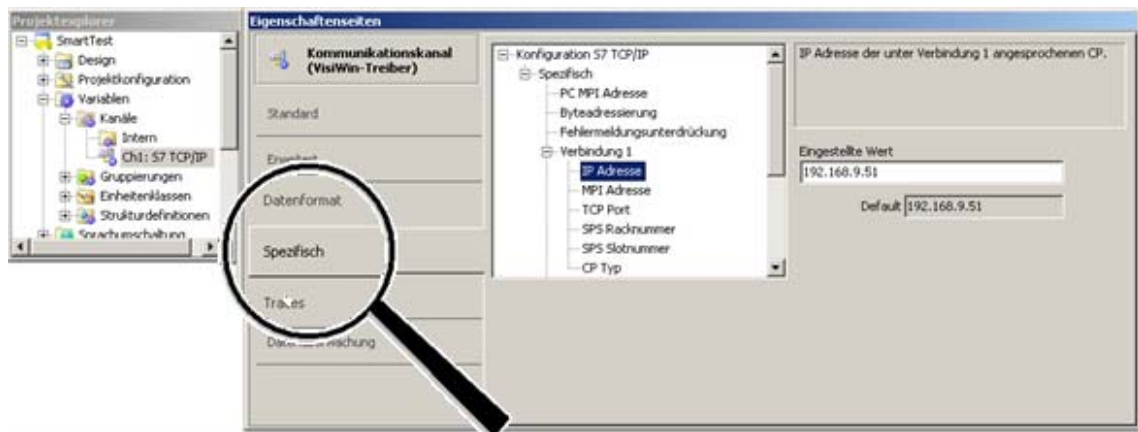 Projektexplorer
SmartTest
Design
Projektkonfiguration
Variablen
Kanäle
Intern
Ch1: S7 TCP/IP
Gruppierungen
Einheitenklassen
Strukturdefinitionen
Sprachumschaltung
Eigenschaftenseiten
Kommunikationskanal
(VisiWin-Treiber)
Standard
Erweitert
Datenformat
Spezifisch
Traces
Konfiguration S7 TCP/IP
Spezifisch
PC MPI Adresse
Byteadressierung
Fehlermeldungsunterdrückung
Verbindung 1
IP Adresse
MPI Adresse
TCP Port
SPS Racknummer
SPS Slotnummer
CP Typ
IP Adresse der unter Verbindung 1 angesprochenen CP.
Eingestellte Wert
192.168.9.51
Default 192.168.9.51